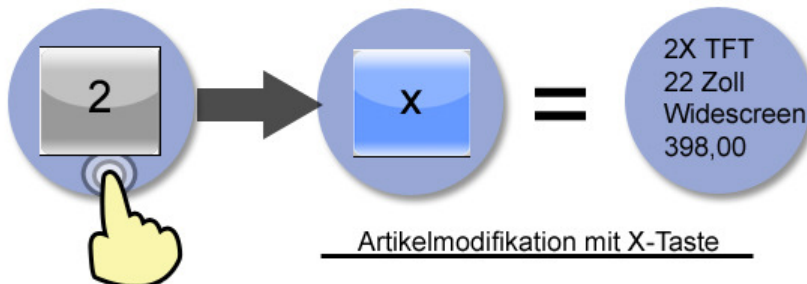 2
x
=
2X TFT
22 Zoll
Widescreen
398,00
Artikelmodifikation mit X-Taste